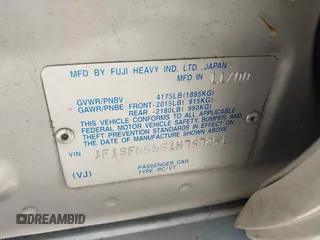 MFD BY FUJI HEAVY IND. LTD., JAPAN
MFD IN 11/00
GVWR/PNBV: 4175LB(1895KG)
GAWR/PNBE: FRONT-2015LB( 915KG)
REAR -2180LB( 990KG)
THIS VEHICLE CONFORMS TO ALL APPLICABLE
FEDERAL MOTOR VEHICLE SAFETY, BUMPER, AND
THEFT PREVENTION STANDARDS IN EFFECT ON THE
DATE OF MANUFACTURE SHOWN ABOVE.
VIN
PASSENGER CAR
(VJ) TYPE: PC/VT
DREAMBID